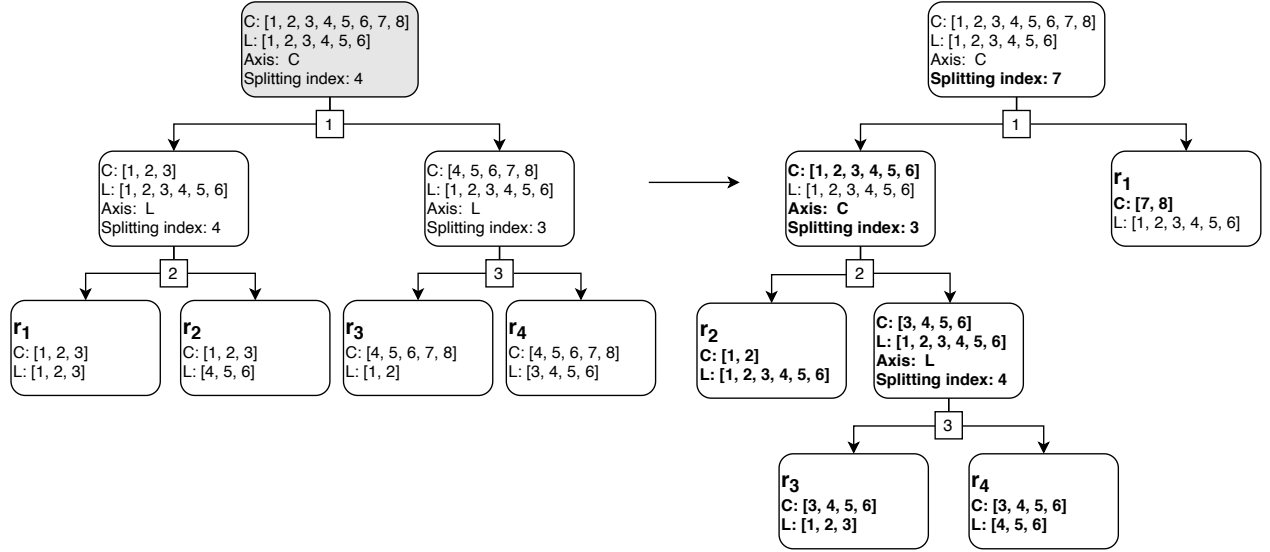 C: [1, 2, 3, 4, 5, 6, 7, 8]
L: [1, 2, 3, 4, 5, 6]
Axis: C
Splitting index: 4
1
C: [1, 2, 3]
L: [1, 2, 3, 4, 5, 6]
Axis: L
Splitting index: 4
C: [4, 5, 6, 7, 8]
L: [1, 2, 3, 4, 5, 6]
Axis: L
Splitting index: 3
2
3
r1
C: [1, 2, 3]
L: [1, 2, 3]
r2
C: [1, 2, 3]
L: [4, 5, 6]
r3
C: [4, 5, 6, 7, 8]
L: [1, 2]
r4
C: [4, 5, 6, 7, 8]
L: [3, 4, 5, 6]
C: [1, 2, 3, 4, 5, 6, 7, 8]
L: [1, 2, 3, 4, 5, 6]
Axis: C
Splitting index: 7
1
C: [1, 2, 3, 4, 5, 6]
L: [1, 2, 3, 4, 5, 6]
Axis: C
Splitting index: 3
r1
C: [7, 8]
L: [1, 2, 3, 4, 5, 6]
2
r2
C: [1, 2]
L: [1, 2, 3, 4, 5, 6]
C: [3, 4, 5, 6]
L: [1, 2, 3, 4, 5, 6]
Axis: L
Splitting index: 4
3
r3
C: [3, 4, 5, 6]
L: [1, 2, 3]
r4
C: [3, 4, 5, 6]
L: [4, 5, 6]